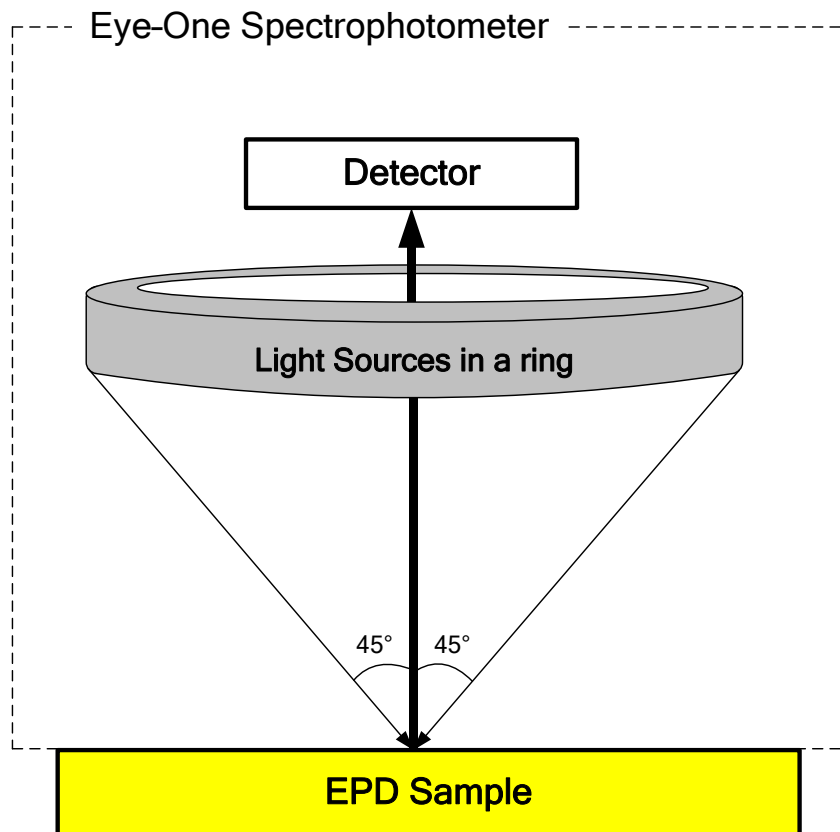 Eye-One Spectrophotometer
Detector
Light Sources in a ring
45° 45°
EPD Sample